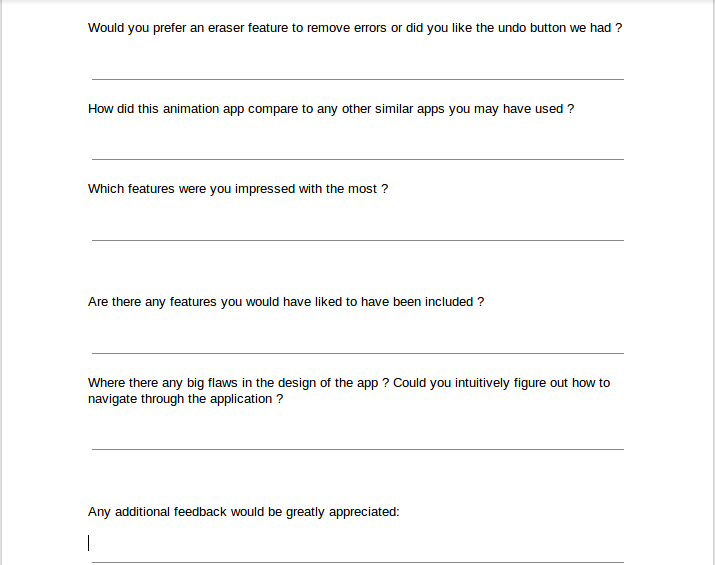 Would you prefer an eraser feature to remove errors or did you like the undo button we had ?
How did this animation app compare to any other similar apps you may have used ?
Which features were you impressed with the most ?
Are there any features you would have liked to have been included ?
Where there any big flaws in the design of the app ? Could you intuitively figure out how to
navigate through the application ?
Any additional feedback would be greatly appreciated: